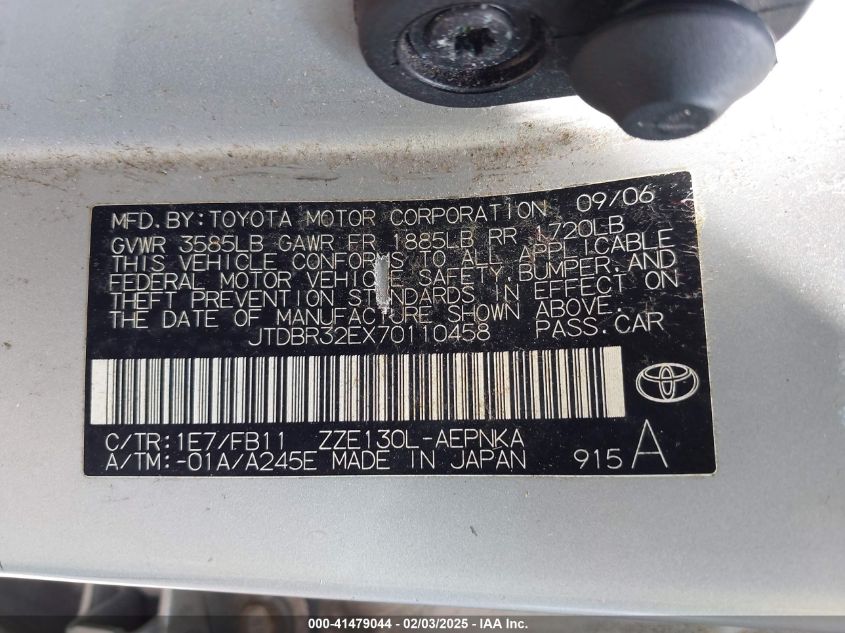 MFD. BY: TOYOTA MOTOR CORPORATION 09/06
GVWR 3585LB GAWR FR 1885LB RR 1720LB
THIS VEHICLE CONFORMS TO ALL APPLICABLE
FEDERAL MOTOR VEHICLE SAFETY, BUMPER, AND
THEFT PREVENTION STANDARDS IN EFFECT ON
THE DATE OF MANUFACTURE SHOWN ABOVE.
JTDBR32EX70110458 PASS. CAR
C/TR: 1E7/FB11 ZZE130L-AEPNKA
A/TM: -01A/A245E MADE IN JAPAN 915 A
000-41479044 - 02/03/2025 - IAA Inc.